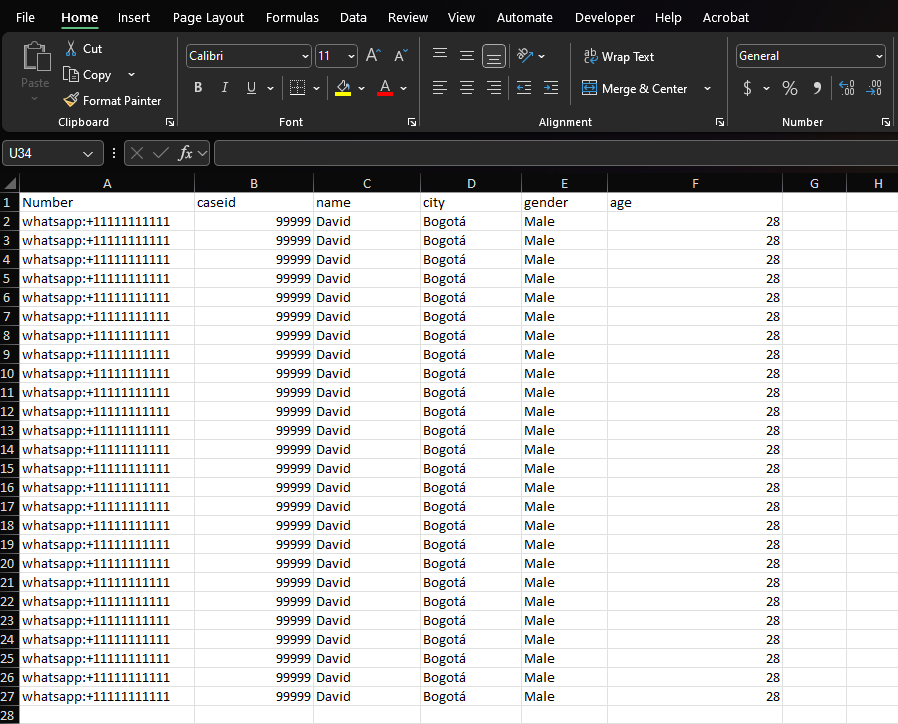 File Home Insert Page Layout Formulas Data Review View Automate Developer Help Acrobat
Paste
Cut
Copy
Format Painter
Clipboard
Calibri 11 A A
B I U A
Font
ab Wrap Text
Merge & Center
Alignment
General
$ % 9 .00 .00
Number
U34 fx
A B C D E F G H
1 Number caseid name city gender age
2 whatsapp:+11111111111 99999 David Bogotá Male 28
3 whatsapp:+11111111111 99999 David Bogotá Male 28
4 whatsapp:+11111111111 99999 David Bogotá Male 28
5 whatsapp:+11111111111 99999 David Bogotá Male 28
6 whatsapp:+11111111111 99999 David Bogotá Male 28
7 whatsapp:+11111111111 99999 David Bogotá Male 28
8 whatsapp:+11111111111 99999 David Bogotá Male 28
9 whatsapp:+11111111111 99999 David Bogotá Male 28
10 whatsapp:+11111111111 99999 David Bogotá Male 28
11 whatsapp:+11111111111 99999 David Bogotá Male 28
12 whatsapp:+11111111111 99999 David Bogotá Male 28
13 whatsapp:+11111111111 99999 David Bogotá Male 28
14 whatsapp:+11111111111 99999 David Bogotá Male 28
15 whatsapp:+11111111111 99999 David Bogotá Male 28
16 whatsapp:+11111111111 99999 David Bogotá Male 28
17 whatsapp:+11111111111 99999 David Bogotá Male 28
18 whatsapp:+11111111111 99999 David Bogotá Male 28
19 whatsapp:+11111111111 99999 David Bogotá Male 28
20 whatsapp:+11111111111 99999 David Bogotá Male 28
21 whatsapp:+11111111111 99999 David Bogotá Male 28
22 whatsapp:+11111111111 99999 David Bogotá Male 28
23 whatsapp:+11111111111 99999 David Bogotá Male 28
24 whatsapp:+11111111111 99999 David Bogotá Male 28
25 whatsapp:+11111111111 99999 David Bogotá Male 28
26 whatsapp:+11111111111 99999 David Bogotá Male 28
27 whatsapp:+11111111111 99999 David Bogotá Male 28
28